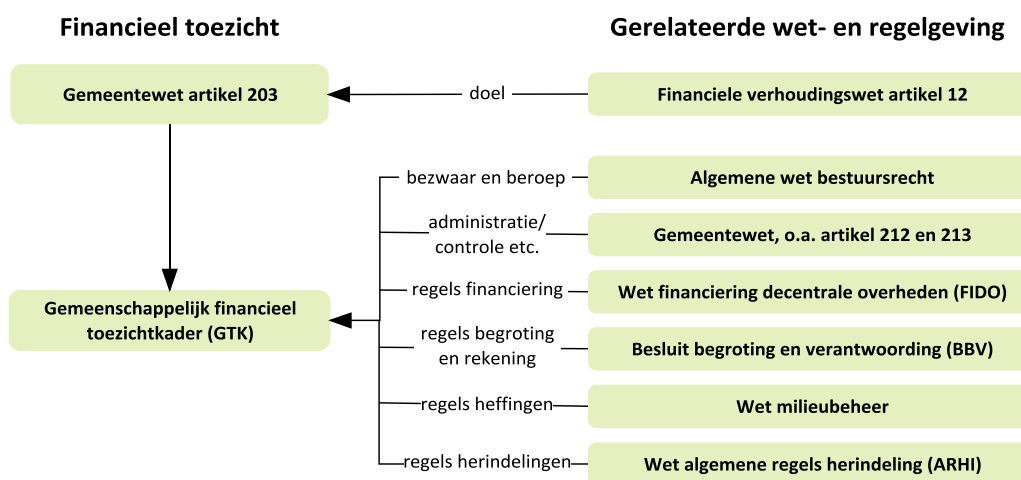 Financieel toezicht
Gerelateerde wet- en regelgeving
Gemeentewet artikel 203
doel
Financiele verhoudingswet artikel 12
bezwaar en beroep
Algemene wet bestuursrecht
administratie/
controle etc.
Gemeentewet, o.a. artikel 212 en 213
Gemeenschappelijk financieel
toezichtkader (GTK)
regels financiering
Wet financiering decentrale overheden (FIDO)
regels begroting
en rekening
Besluit begroting en verantwoording (BBV)
regels heffingen
Wet milieubeheer
regels herindelingen
Wet algemene regels herindeling (ARHI)